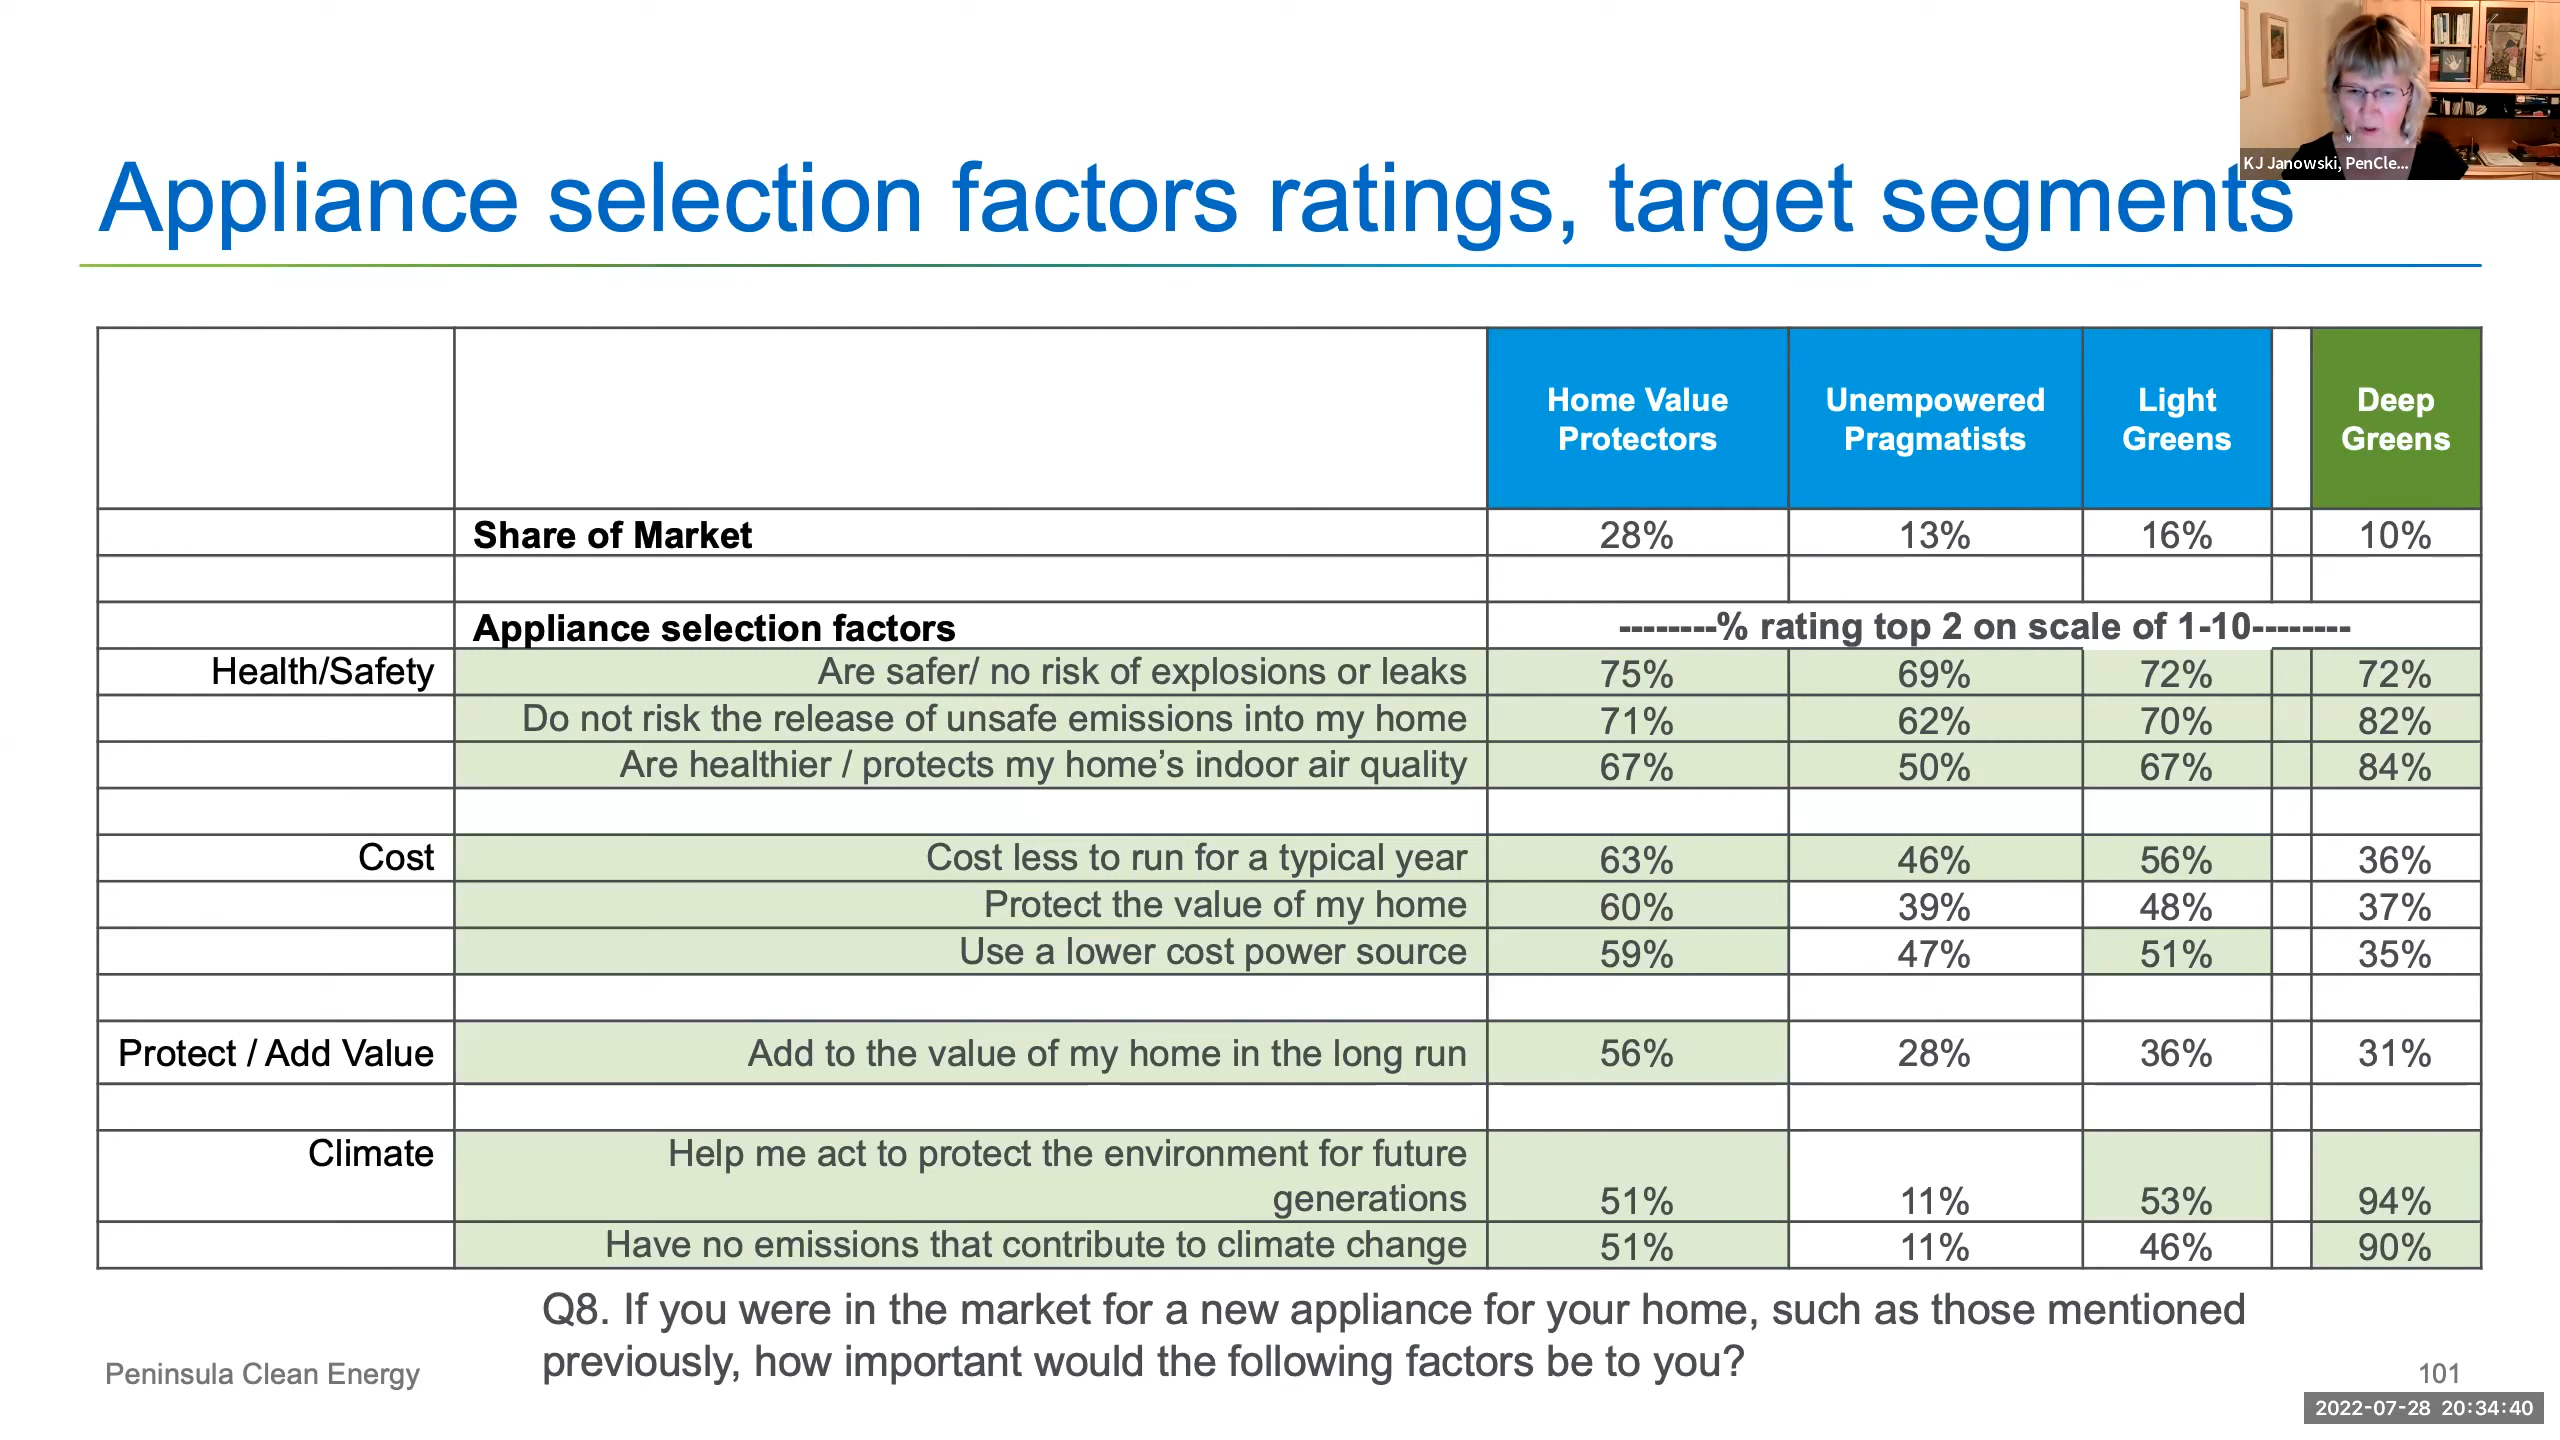 KJ Janowski, PenCle...
Appliance selection factors ratings, target segments
Home Value Protectors
Unempowered Pragmatists
Light Greens
Deep Greens
Share of Market 28% 13% 16% 10%
Appliance selection factors --------% rating top 2 on scale of 1-10--------
Health/Safety Are safer/ no risk of explosions or leaks 75% 69% 72% 72%
Do not risk the release of unsafe emissions into my home 71% 62% 70% 82%
Are healthier / protects my home’s indoor air quality 67% 50% 67% 84%
Cost Cost less to run for a typical year 63% 46% 56% 36%
Protect the value of my home 60% 39% 48% 37%
Use a lower cost power source 59% 47% 51% 35%
Protect / Add Value Add to the value of my home in the long run 56% 28% 36% 31%
Climate Help me act to protect the environment for future
generations 51% 11% 53% 94%
Have no emissions that contribute to climate change 51% 11% 46% 90%
Q8. If you were in the market for a new appliance for your home, such as those mentioned
previously, how important would the following factors be to you?
Peninsula Clean Energy
101
2022-07-28 20:34:40